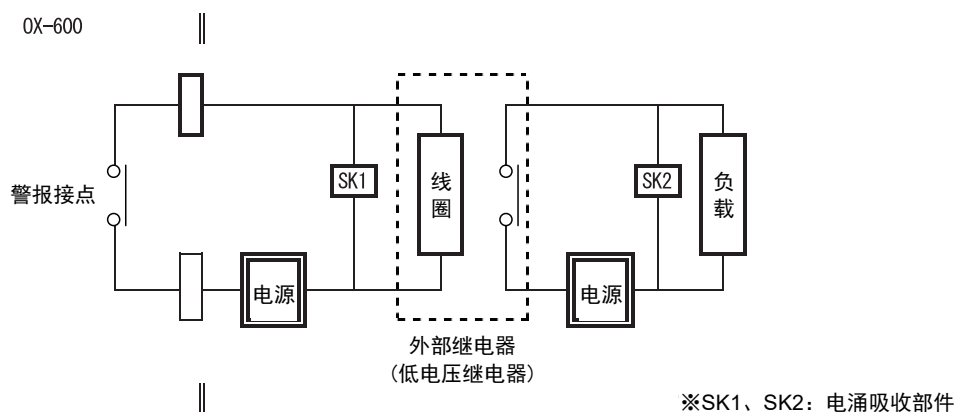 OX-600
警报接点
SK1
线
圈
SK2
负
载
电源
电源
外部继电器
(低电压继电器)
※SK1、SK2：电涌吸收部件